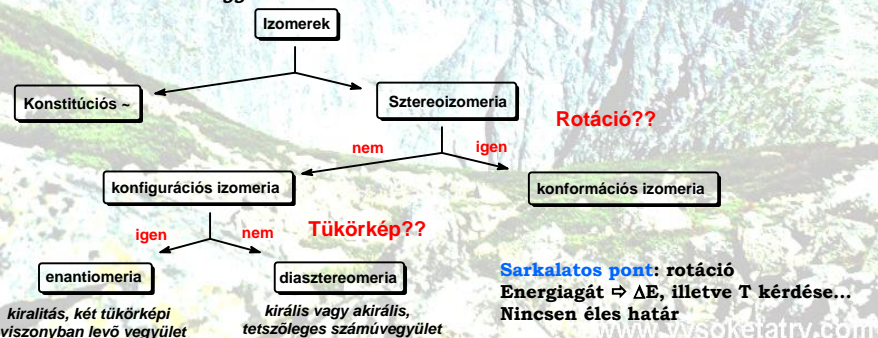 Izomerek
Konstitúciós ~
Sztereoizomeria
Rotáció??
nem
igen
konfigurációs izomeria
konformációs izomeria
igen
nem
Tükörkép??
enantiomeria
diasztereomeria
kiralitás, két tükörképi
viszonyban levő vegyület
királis vagy akirális,
tetszőleges számúvegyület
Sarkalatos pont: rotáció
Energiagát ⇨ ΔE, illetve T kérdése...
Nincsen éles határ
www.vysoketatry.com